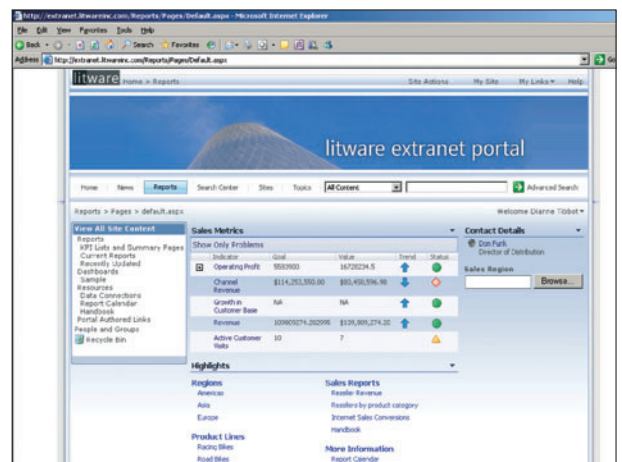 http://extranet.litwareinc.com/Reports/Pages/Default.aspx - Microsoft Internet Explorer
File Edit View Favorites Tools Help
Back Search Favorites
Address http://extranet.litwareinc.com/Reports/Pages/Default.aspx Go
litware Home > Reports Site Actions My Site My Links Help
litware extranet portal
Home News Reports Search Center Sites Topics All Content Advanced Search
Reports > Pages > default.aspx Welcome Dianne Tibbot
View All Site Content
Reports
KPI Lists and Summary Pages
Current Reports
Recently Updated
Dashboards
Sample
Resources
Data Connections
Report Calendar
Handbook
Portal Authored Links
People and Groups
Recycle Bin
Sales Metrics
Show Only Problems
Indicator Goal Value Trend Status
Operating Profit 5583903 16728234.5
Channel Revenue $114,253,550.00 $80,450,596.98
Growth in Customer Base NA NA
Revenue 103805274.202995 $139,809,274.20
Active Customer Visits 10 7
Highlights
Regions
Americas
Asia
Europe
Product Lines
Racing Bikes
Road Bikes
Sales Reports
Reseller Revenue
Resellers by product category
Internet Sales Conversions
Handbook
More Information
Report Calendar
Contact Details
Don Funk
Director of Distribution
Sales Region
Browse...